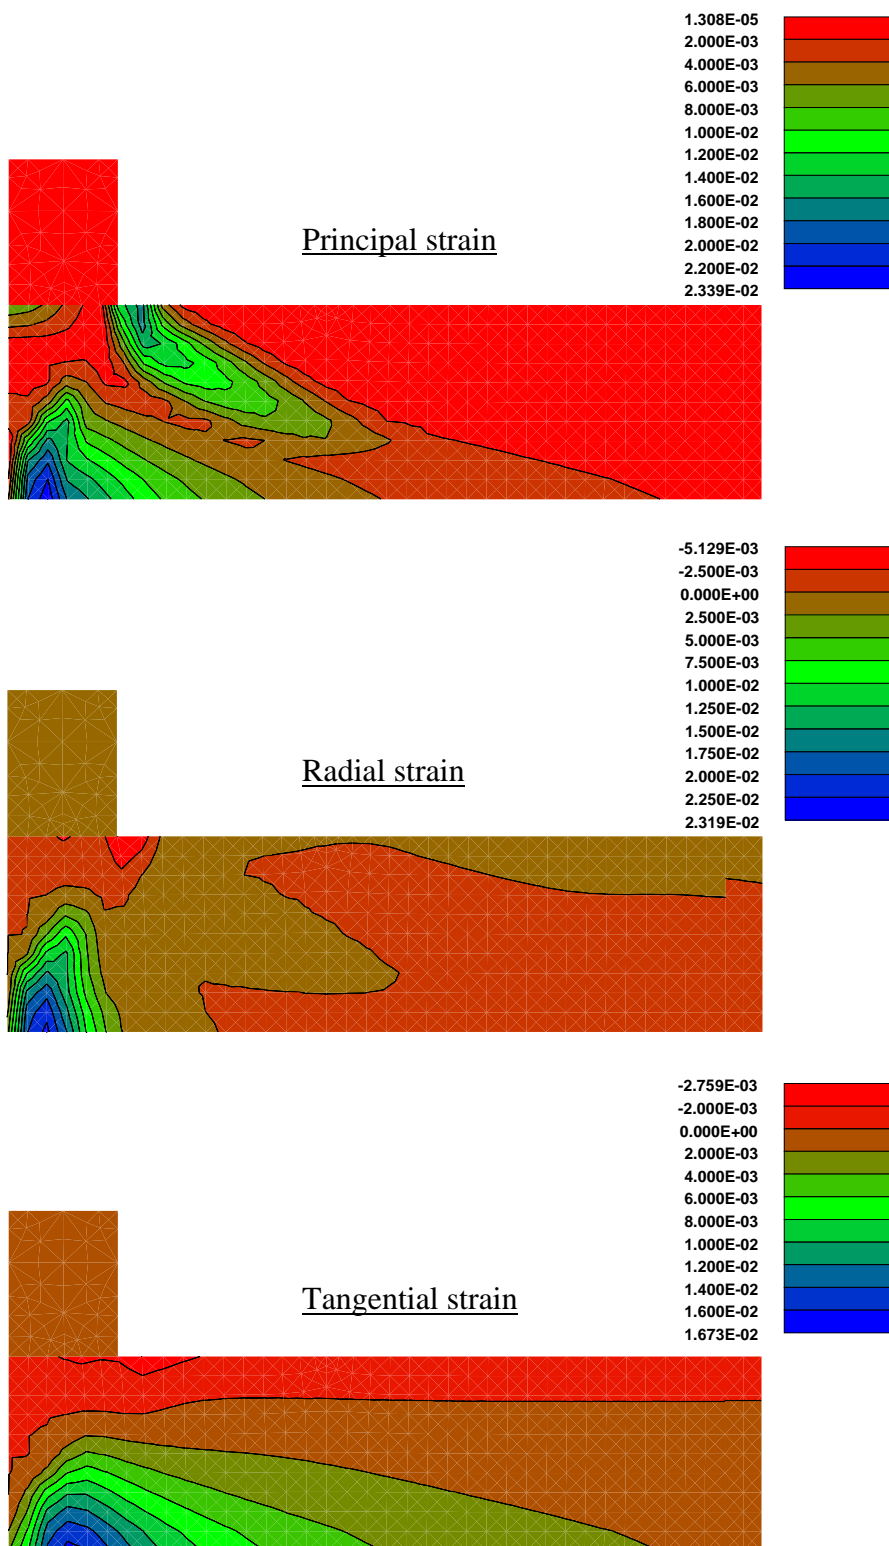 1.308E-05
2.000E-03
4.000E-03
6.000E-03
8.000E-03
1.000E-02
1.200E-02
1.400E-02
1.600E-02
1.800E-02
2.000E-02
2.200E-02
2.339E-02
Principal strain
-5.129E-03
-2.500E-03
0.000E+00
2.500E-03
5.000E-03
7.500E-03
1.000E-02
1.250E-02
1.500E-02
1.750E-02
2.000E-02
2.250E-02
2.319E-02
Radial strain
-2.759E-03
-2.000E-03
0.000E+00
2.000E-03
4.000E-03
6.000E-03
8.000E-03
1.000E-02
1.200E-02
1.400E-02
1.600E-02
1.673E-02
Tangential strain